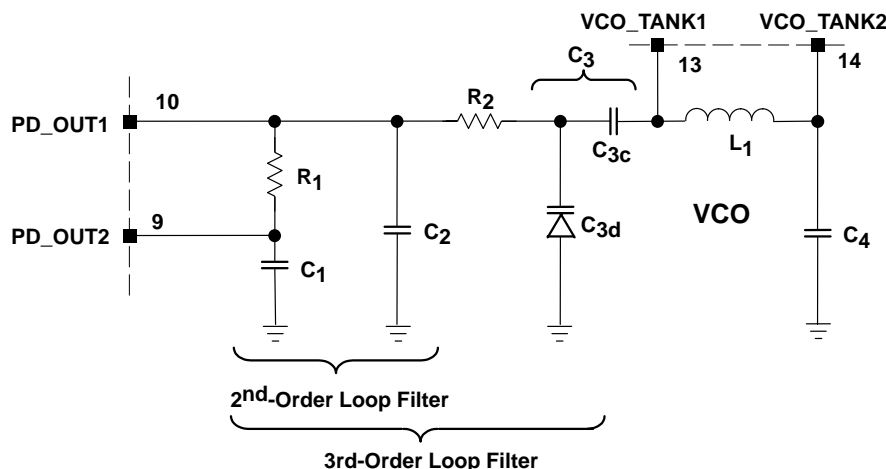 VCO_TANK1
VCO_TANK2
C3
13
14
10
PD_OUT1
R2
C3c
L1
R1
9
PD_OUT2
C2
C3d
VCO
C4
C1
2nd-Order Loop Filter
3rd-Order Loop Filter